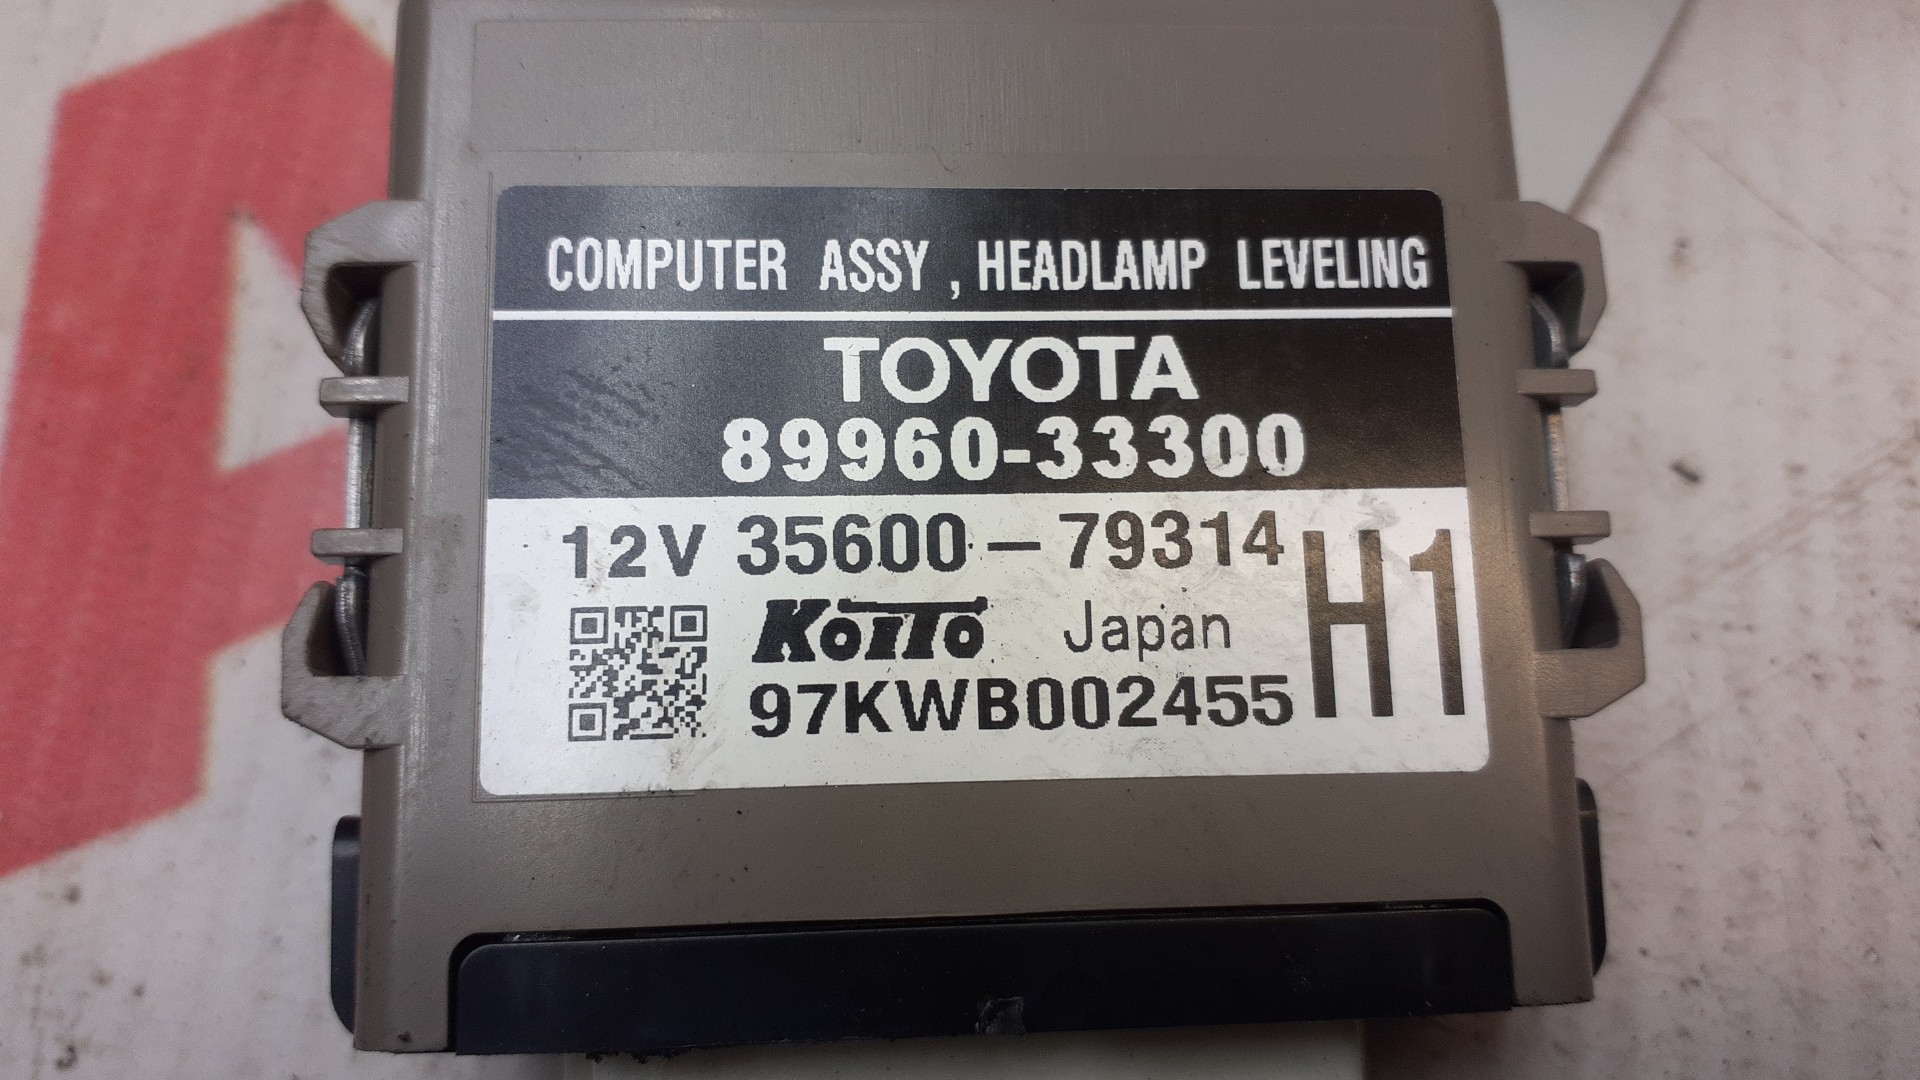 COMPUTER ASSY , HEADLAMP LEVELING
TOYOTA
89960-33300
12V 35600-79314 H1
KOITO Japan
97KWB002455